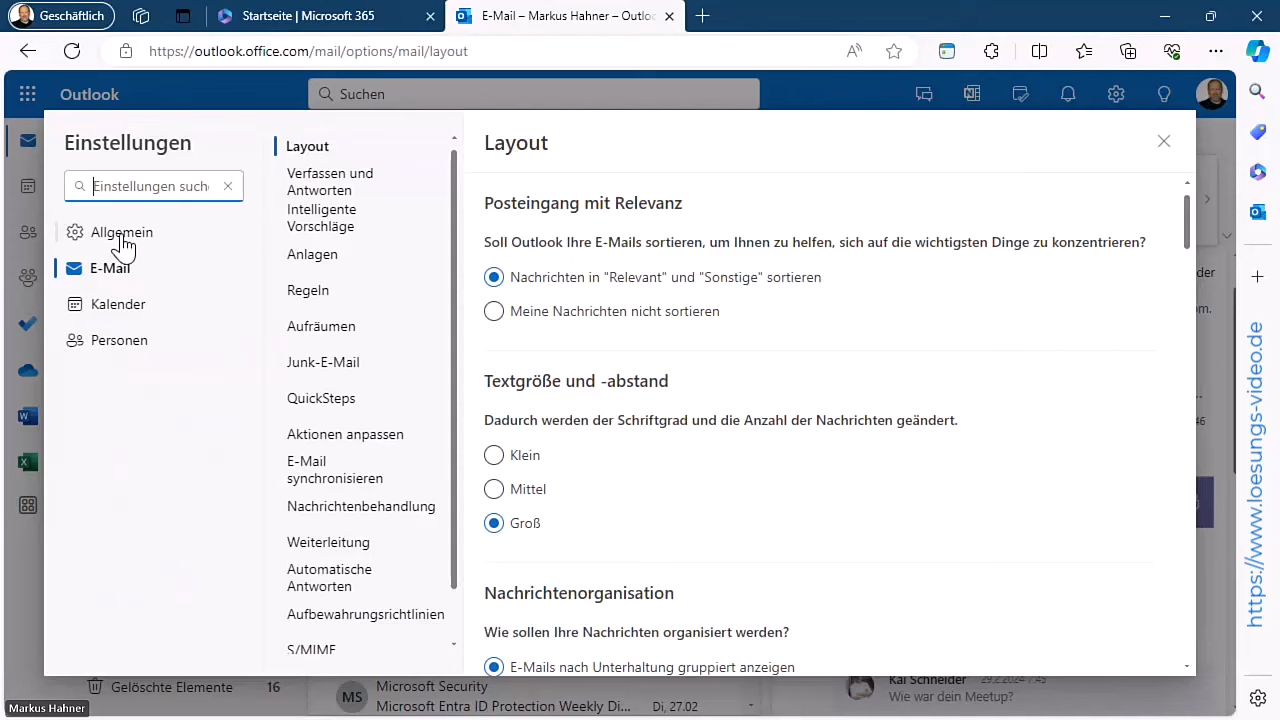 Geschäftlich
Startseite | Microsoft 365
E-Mail – Markus Hahner – Outlo
https://outlook.office.com/mail/options/mail/layout
Outlook
Suchen
Einstellungen
Einstellungen such
Allgemein
E-Mail
Kalender
Personen
Layout
Verfassen und
Antworten
Intelligente
Vorschläge
Anlagen
Regeln
Aufräumen
Junk-E-Mail
QuickSteps
Aktionen anpassen
E-Mail
synchronisieren
Nachrichtenbehandlung
Weiterleitung
Automatische
Antworten
Aufbewahrungsrichtlinien
S/MIME
Layout
Posteingang mit Relevanz
Soll Outlook Ihre E-Mails sortieren, um Ihnen zu helfen, sich auf die wichtigsten Dinge zu konzentrieren?
Nachrichten in "Relevant" und "Sonstige" sortieren
Meine Nachrichten nicht sortieren
Textgröße und -abstand
Dadurch werden der Schriftgrad und die Anzahl der Nachrichten geändert.
Klein
Mittel
Groß
Nachrichtenorganisation
Wie sollen Ihre Nachrichten organisiert werden?
E-Mails nach Unterhaltung gruppiert anzeigen
Gelöschte Elemente 16
MS
Microsoft Security
Microsoft Entra ID Protection Weekly Di... Di, 27.02
Kai Schneider 29.2.2024 7:45
Wie war dein Meetup?
Markus Hahner
https://www.loesungs-video.de